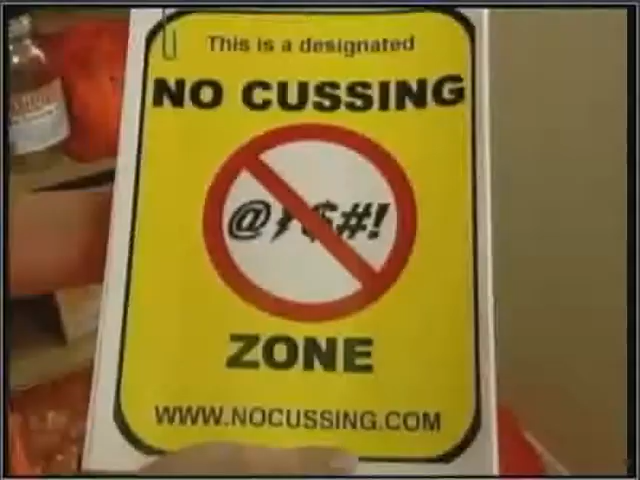 This is a designated
NO CUSSING
@⚡$#!
ZONE
WWW.NOCUSSING.COM